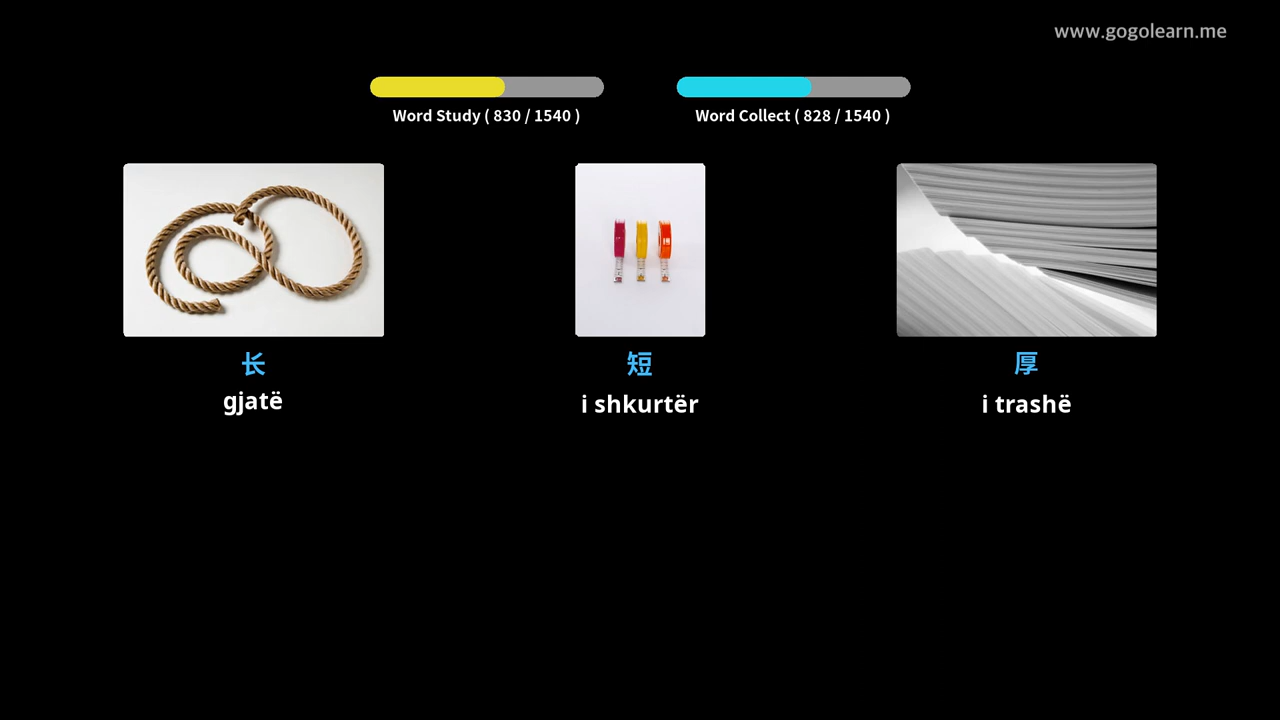 www.gogolearn.me
Word Study ( 830 / 1540 )
Word Collect ( 828 / 1540 )
长
gjatë
短
i shkurtër
厚
i trashë